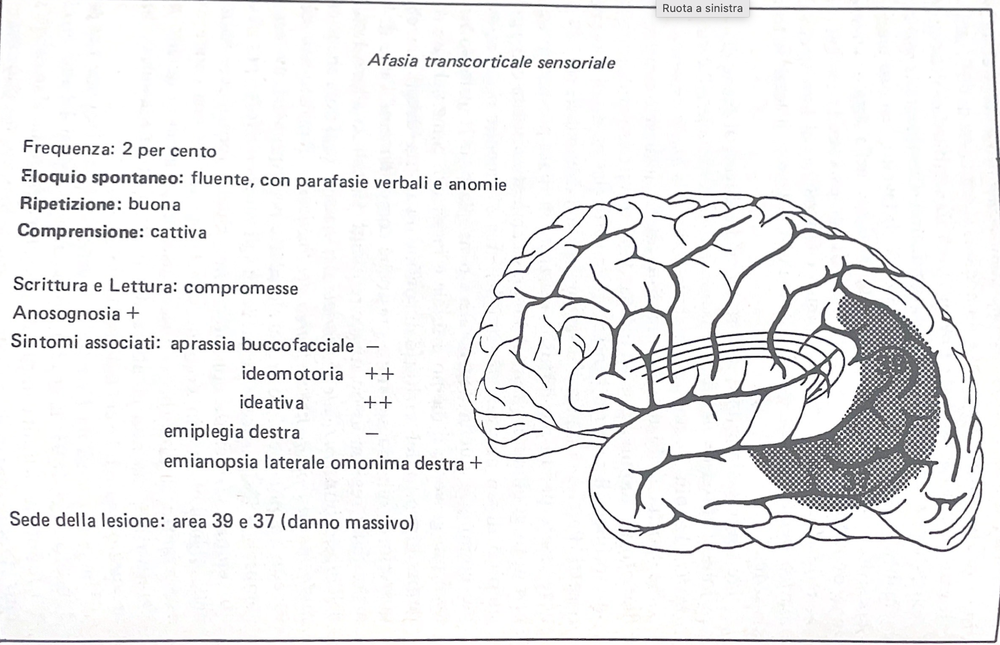 Ruota a sinistra
Afasia transcorticale sensoriale
Frequenza: 2 per cento
Eloquio spontaneo: fluente, con parafasie verbali e anomie
Ripetizione: buona
Comprensione: cattiva
Scrittura e Lettura: compromesse
Anosognosia +
Sintomi associati: aprassia buccofacciale –
ideomotoria ++
ideativa ++
emiplegia destra –
emianopsia laterale omonima destra +
39
37
Sede della lesione: area 39 e 37 (danno massivo)